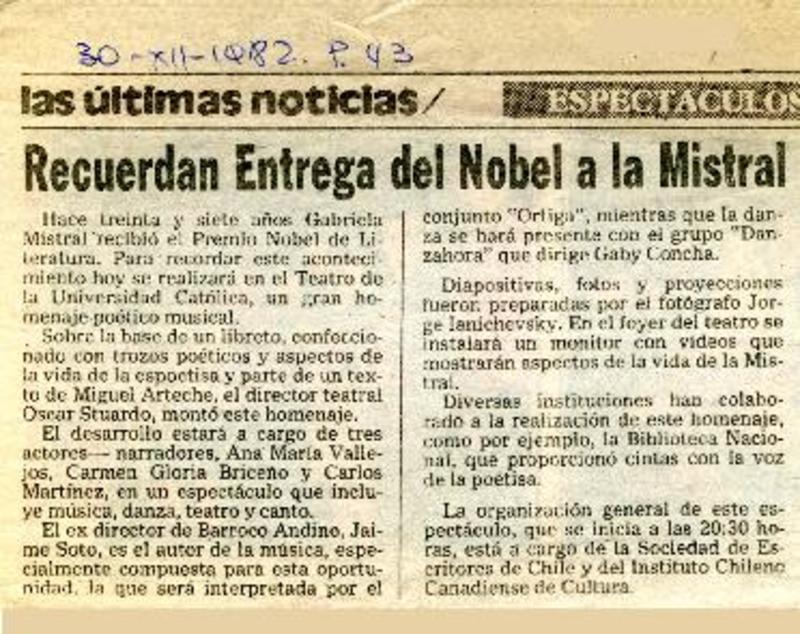 30-XII-1982. P. 43
las últimas noticias/
ESPECTACULOS
Recuerdan Entrega del Nobel a la Mistral
Hace treinta y siete años Gabriela
Mistral recibió el Premio Nobel de Li-
teratura. Para recordar este aconteci-
miento hoy se realizará en el Teatro de
la Universidad Católica, un gran ho-
menaje poético musical.
Sobre la base de un libreto, confeccio-
nado con trozos poéticos y aspectos de
la vida de la espoetisa y parte de un tex-
to de Miguel Arteche, el director teatral
Oscar Stuardo, montó este homenaje.
El desarrollo estará a cargo de tres
actores— narradores, Ana María Valle-
jos, Carmen Gloria Briceño y Carlos
Martínez, en un espectáculo que inclu-
ye música, danza, teatro y canto.
El ex director de Barroco Andino, Jai-
me Soto, es el autor de la música, espe-
cialmente compuesta para esta oportu-
nidad, la que será interpretada por el
conjunto "Ortiga", mientras que la dan-
za se hará presente con el grupo "Dan-
zahora" que dirige Gaby Concha.
Diapositivas, fotos y proyecciones
fueron preparadas por el fotógrafo Jor-
ge Ianichevsky. En el foyer del teatro se
instalará un monitor con videos que
mostrarán aspectos de la vida de la Mis-
tral.
Diversas instituciones han colabo-
rado a la realización de este homenaje,
como por ejemplo, la Biblioteca Nacio-
nal, que proporcionó cintas con la voz
de la poetisa.
La organización general de este es-
pectáculo, que se inicia a las 20:30 ho-
ras, está a cargo de la Sociedad de Es-
critores de Chile y del Instituto Chileno
Canadiense de Cultura.